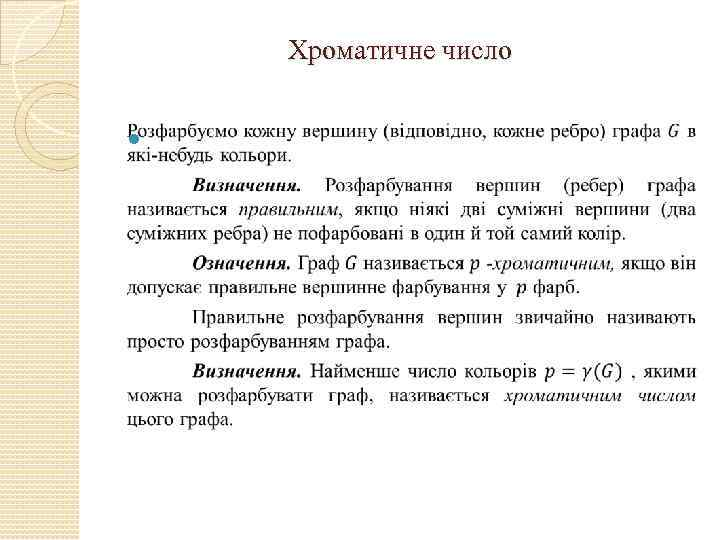 Хроматичне число
Розфарбуємо кожну вершину (відповідно, кожне ребро) графа G в
які-небудь кольори.
Визначення. Розфарбування вершин (ребер) графа
називається правильним, якщо ніякі дві суміжні вершини (два
суміжних ребра) не пофарбовані в один й той самий колір.
Означення. Граф G називається p -хроматичним, якщо він
допускає правильне вершинне фарбування у p фарб.
Правильне розфарбування вершин звичайно називають
просто розфарбуванням графа.
Визначення. Найменше число кольорів p = γ(G) , якими
можна розфарбувати граф, називається хроматичним числом
цього графа.